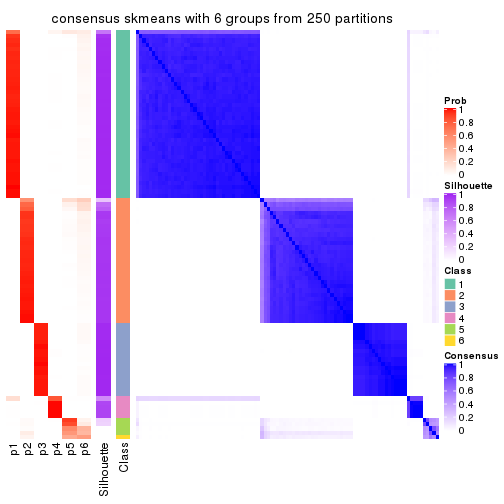 consensus skmeans with 6 groups from 250 partitions
Prob
1
0.8
0.6
0.4
0.2
0
Silhouette
1
0.8
0.6
0.4
0.2
0
Class
1
2
3
4
5
6
Consensus
1
0.8
0.6
0.4
0.2
0
p1
p2
p3
p4
p5
p6
Silhouette
Class